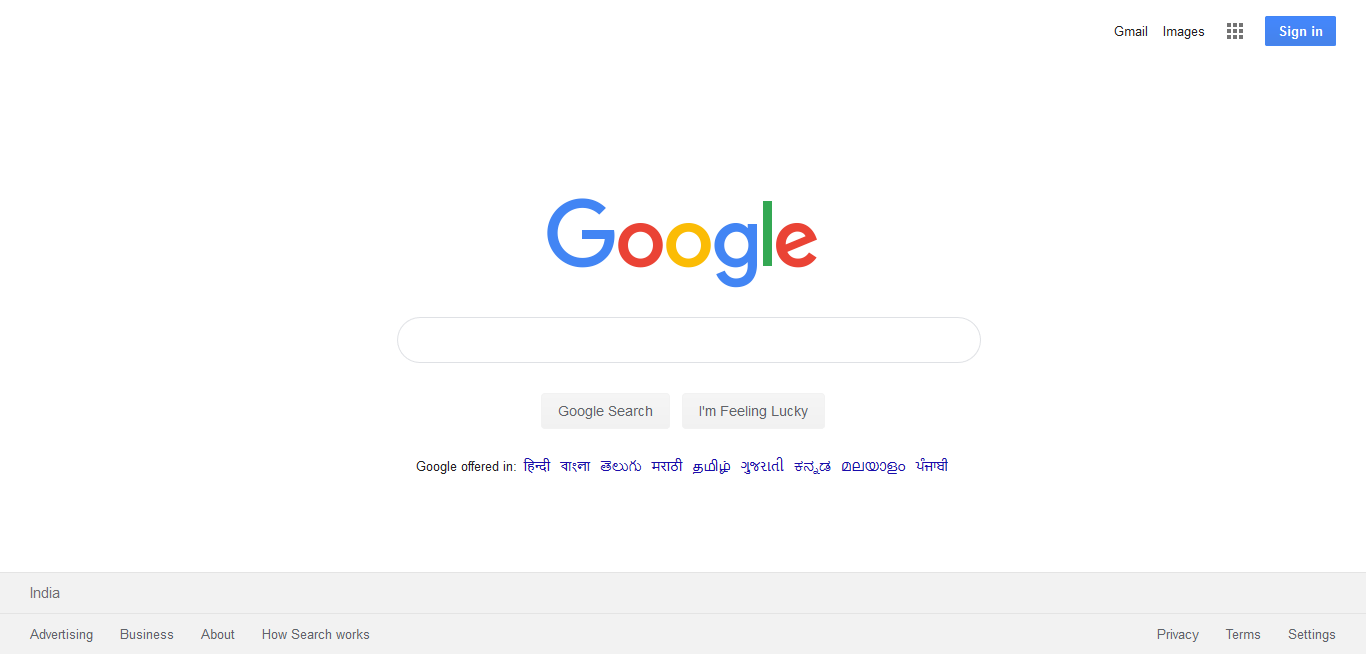 Gmail Images Sign in
Google
Google Search I'm Feeling Lucky
Google offered in: हिन्दी বাংলা తెలుగు मराठी தமிழ் ગુજરાતી ಕನ್ನಡ മലയാളം ਪੰਜਾਬੀ
India
Advertising Business About How Search works Privacy Terms Settings